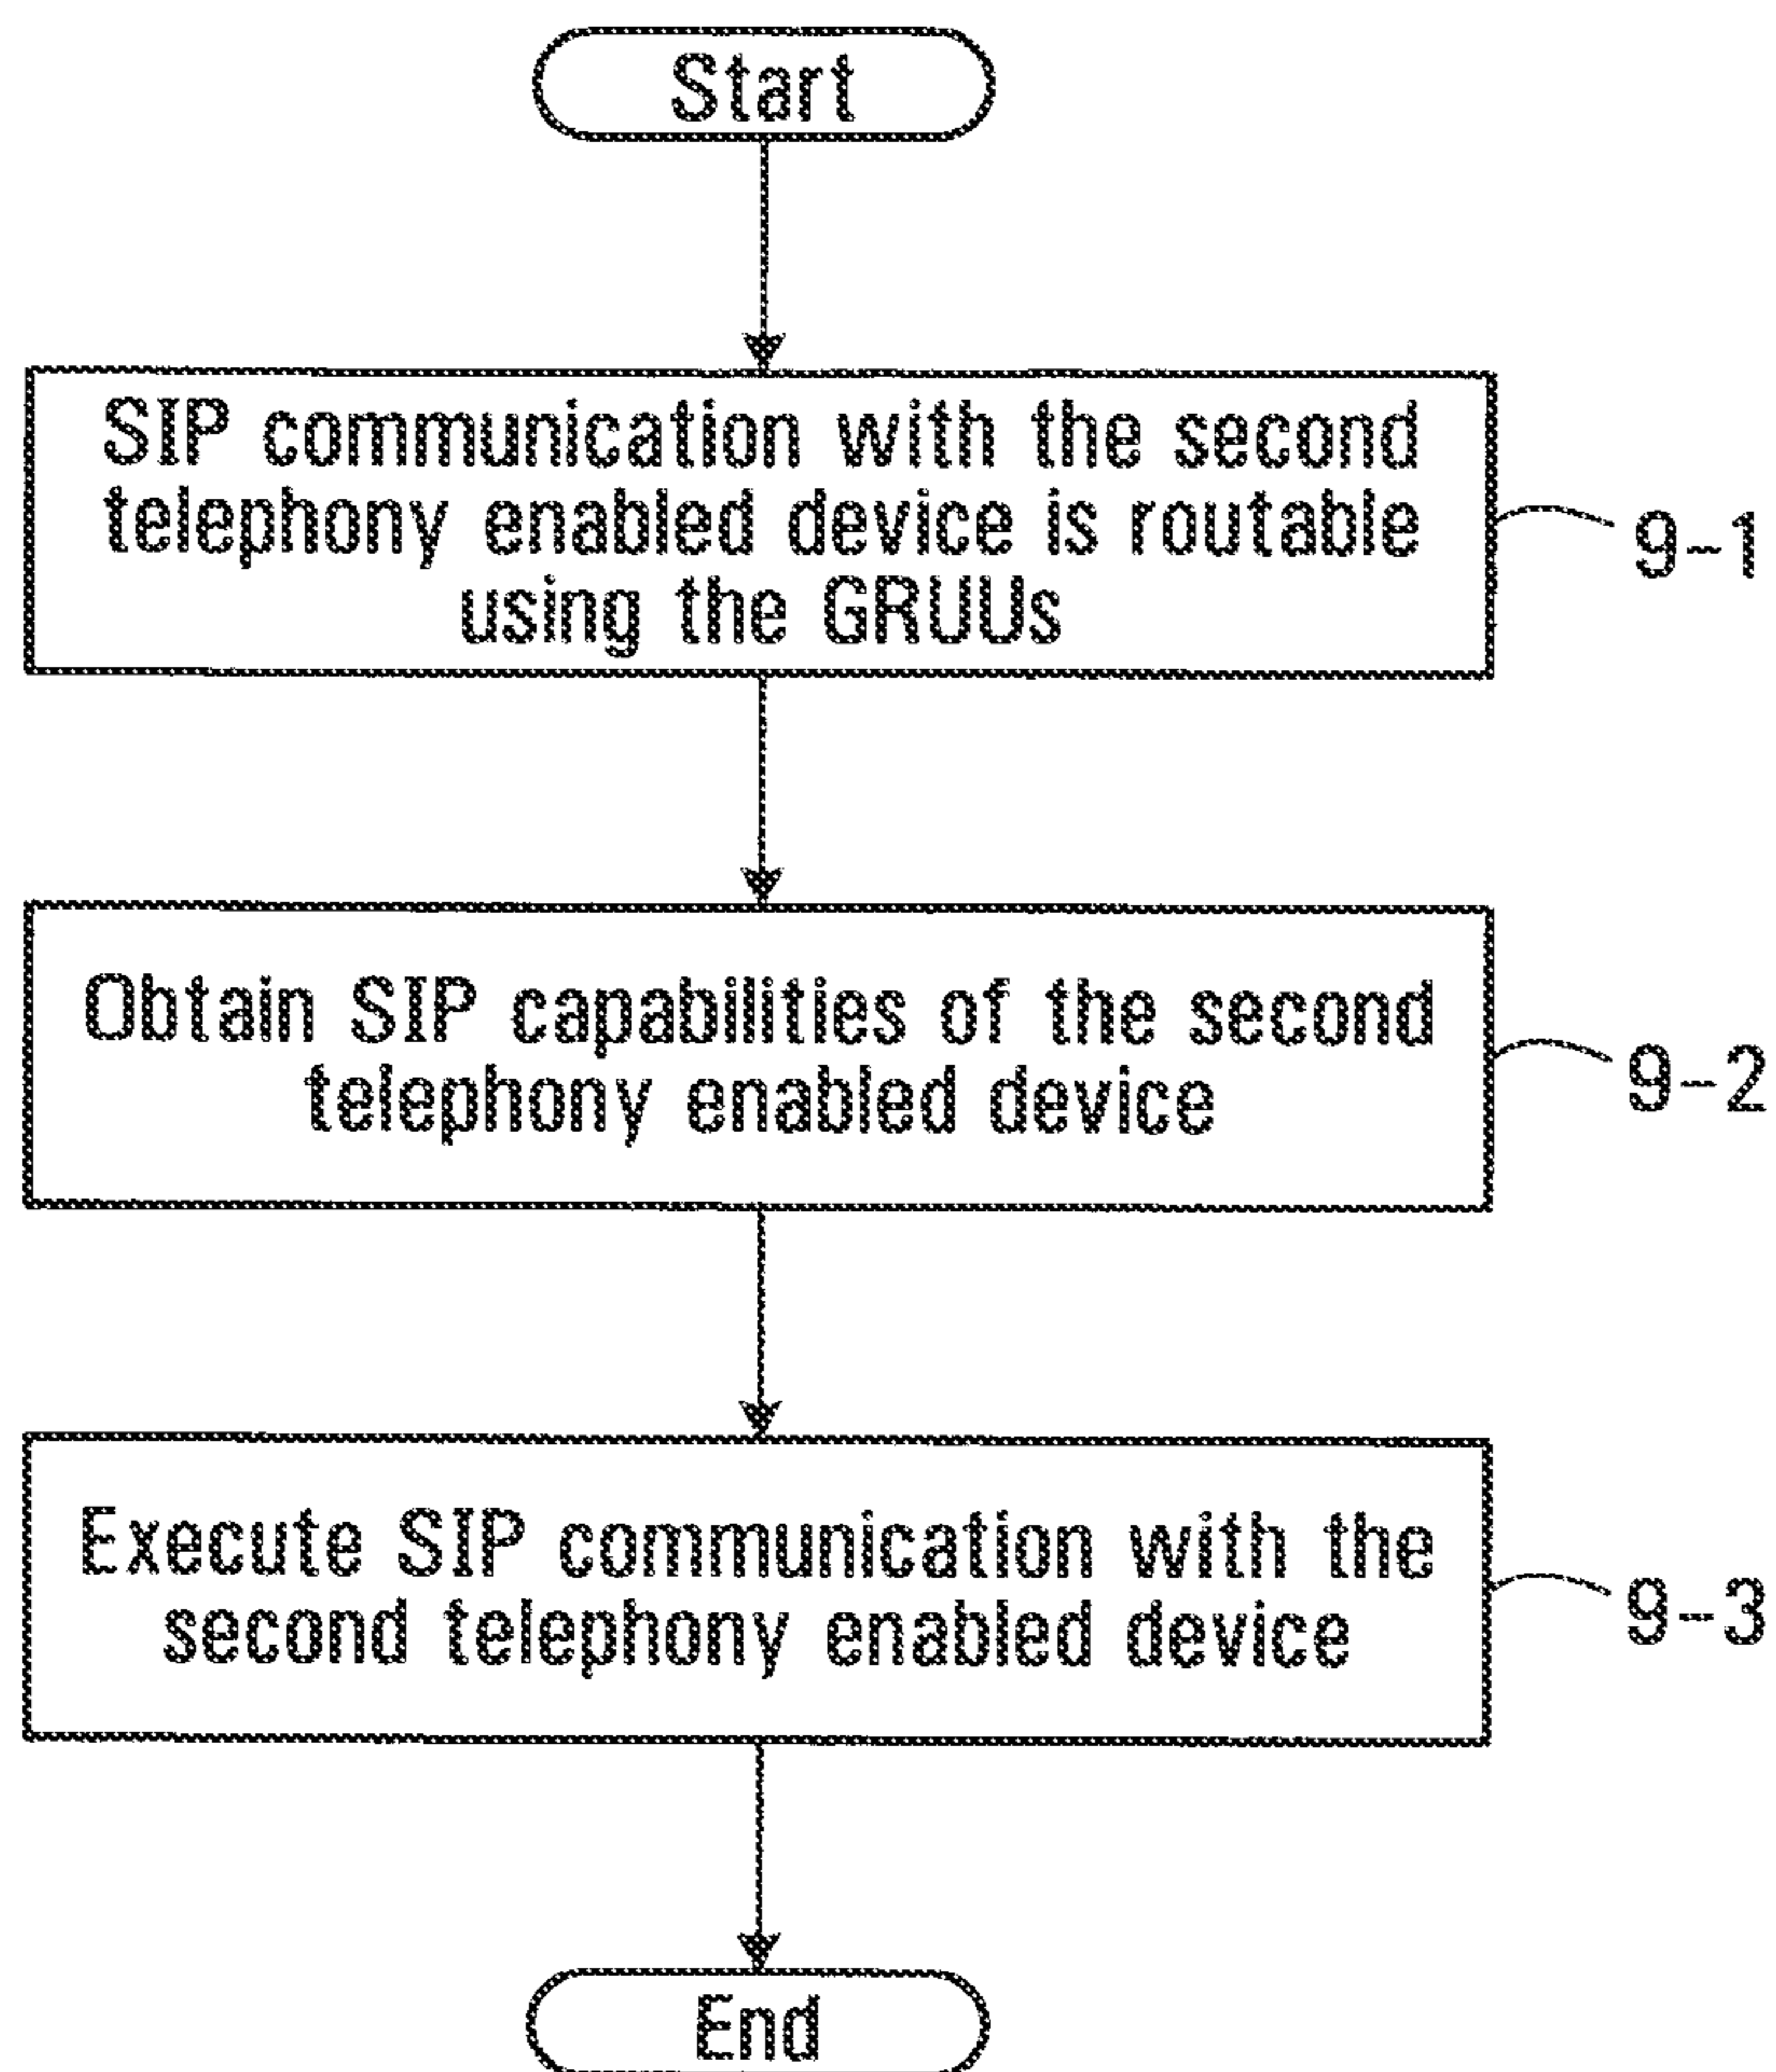 Start
SIP communication with the second
telephony enabled device is routable
using the GRUUs
9-1
Obtain SIP capabilities of the second
telephony enabled device
9-2
Execute SIP communication with the
second telephony enabled device
9-3
End